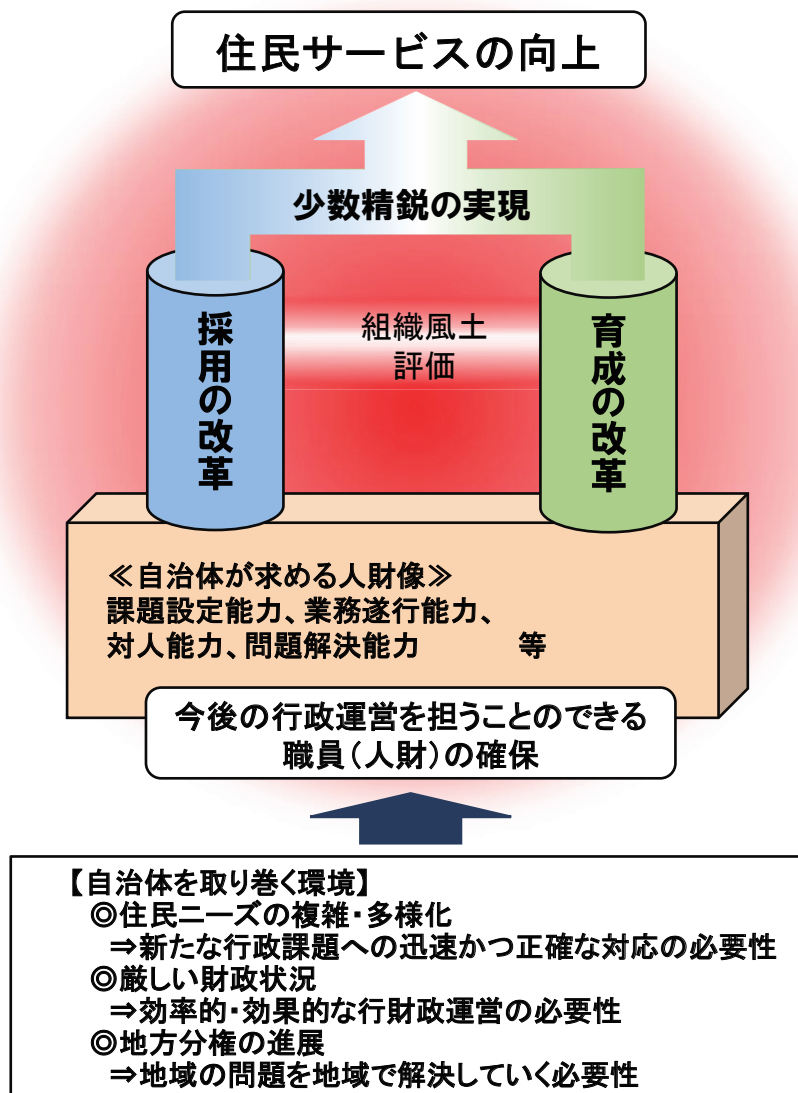 住民サービスの向上
少数精鋭の実現
採用の改革
組織風土
評価
育成の改革
≪自治体が求める人財像≫
課題設定能力、業務遂行能力、
対人能力、問題解決能力　　　等
今後の行政運営を担うことのできる
職員(人財)の確保
【自治体を取り巻く環境】
◎住民ニーズの複雑・多様化
⇒新たな行政課題への迅速かつ正確な対応の必要性
◎厳しい財政状況
⇒効率的・効果的な行財政運営の必要性
◎地方分権の進展
⇒地域の問題を地域で解決していく必要性